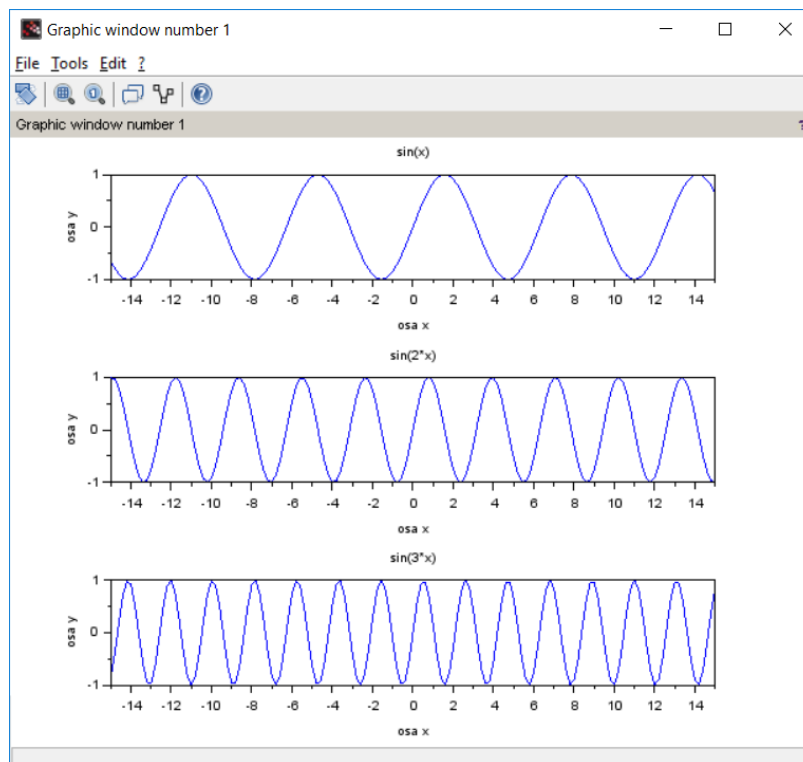 Graphic window number 1
File Tools Edit ?
Graphic window number 1 ?
sin(x)
1
osa y
0
-1
-14 -12 -10 -8 -6 -4 -2 0 2 4 6 8 10 12 14
osa x
sin(2*x)
1
osa y
0
-1
-14 -12 -10 -8 -6 -4 -2 0 2 4 6 8 10 12 14
osa x
sin(3*x)
1
osa y
0
-1
-14 -12 -10 -8 -6 -4 -2 0 2 4 6 8 10 12 14
osa x